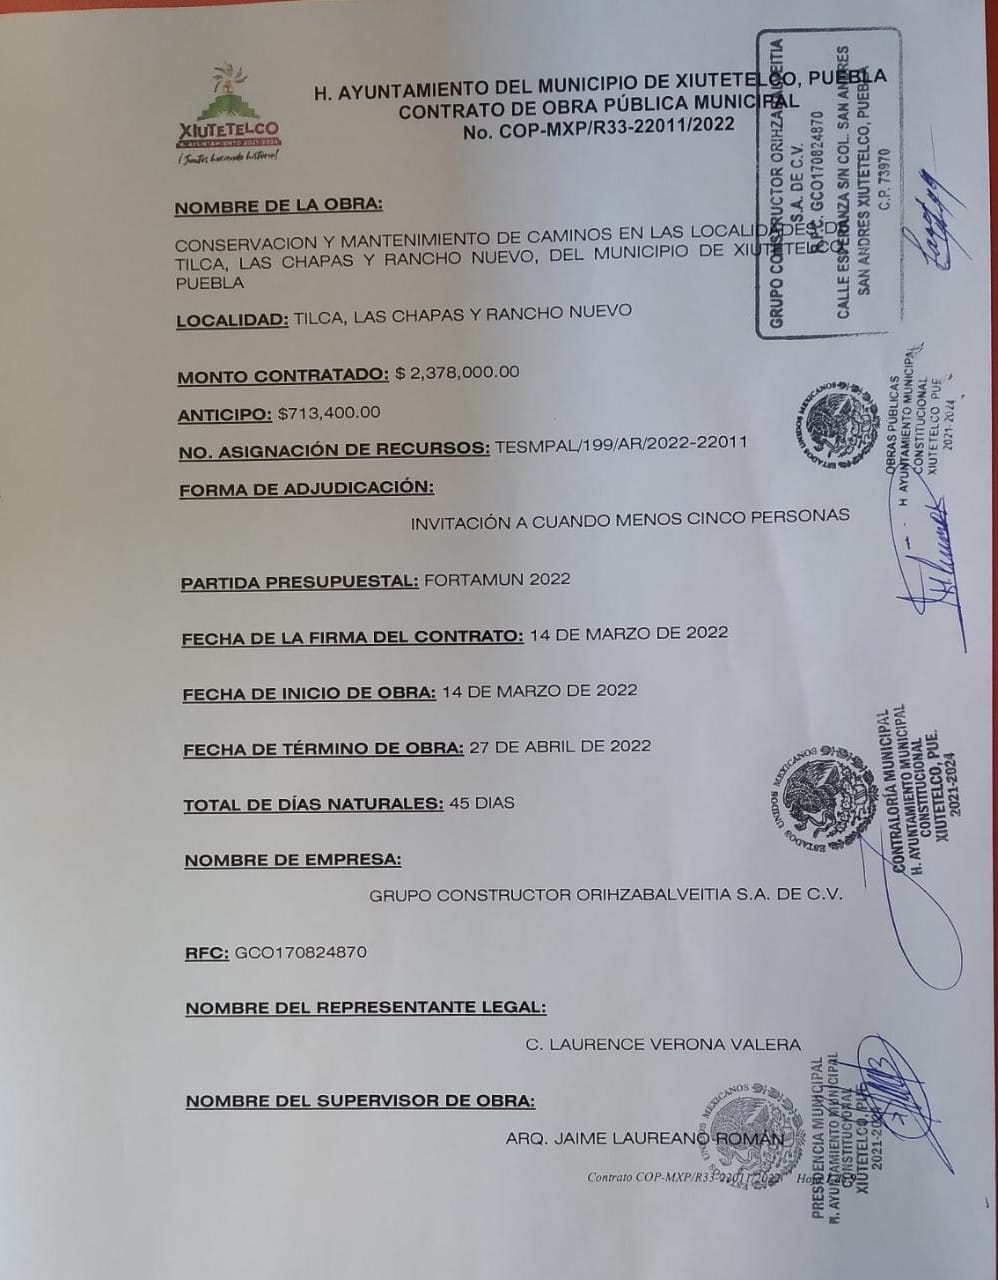 XIUTETELCO
H. AYUNTAMIENTO 2021-2024
¡Juntos haciendo historia!
H. AYUNTAMIENTO DEL MUNICIPIO DE XIUTETELCO, PUEBLA
CONTRATO DE OBRA PÚBLICA MUNICIPAL
No. COP-MXP/R33-22011/2022
GRUPO CONSTRUCTOR ORIHZABALVEITIA
S.A. DE C.V.
R.F.C. GCO170824870
CALLE ESPERANZA S/N COL. SAN ANDRES
SAN ANDRES XIUTETELCO, PUEBLA
C.P. 73970
NOMBRE DE LA OBRA:
CONSERVACION Y MANTENIMIENTO DE CAMINOS EN LAS LOCALIDADES DE
TILCA, LAS CHAPAS Y RANCHO NUEVO, DEL MUNICIPIO DE XIUTETELCO
PUEBLA
LOCALIDAD: TILCA, LAS CHAPAS Y RANCHO NUEVO
MONTO CONTRATADO: $ 2,378,000.00
ANTICIPO: $713,400.00
NO. ASIGNACIÓN DE RECURSOS: TESMPAL/199/AR/2022-22011
FORMA DE ADJUDICACIÓN:
INVITACIÓN A CUANDO MENOS CINCO PERSONAS
ESTADOS UNIDOS MEXICANOS
OBRAS PUBLICAS
H AYUNTAMIENTO MUNICIPAL
CONSTITUCIONAL
XIUTETELCO PUE
2021-2024
PARTIDA PRESUPUESTAL: FORTAMUN 2022
FECHA DE LA FIRMA DEL CONTRATO: 14 DE MARZO DE 2022
FECHA DE INICIO DE OBRA: 14 DE MARZO DE 2022
FECHA DE TÉRMINO DE OBRA: 27 DE ABRIL DE 2022
TOTAL DE DÍAS NATURALES: 45 DIAS
ESTADOS UNIDOS MEXICANOS
CONTRALORÍA MUNICIPAL
H. AYUNTAMIENTO MUNICIPAL
CONSTITUCIONAL
XIUTETELCO, PUE.
2021-2024
NOMBRE DE EMPRESA:
GRUPO CONSTRUCTOR ORIHZABALVEITIA S.A. DE C.V.
RFC: GCO170824870
NOMBRE DEL REPRESENTANTE LEGAL:
C. LAURENCE VERONA VALERA
NOMBRE DEL SUPERVISOR DE OBRA:
ARQ. JAIME LAUREANO ROMÁN
UNIDOS MEXICANOS
PRESIDENCIA MUNICIPAL
H. AYUNTAMIENTO MUNICIPAL
CONSTITUCIONAL
XIUTETELCO, PUE
2021-202
Contrato COP-MXP/R33-22011/2022